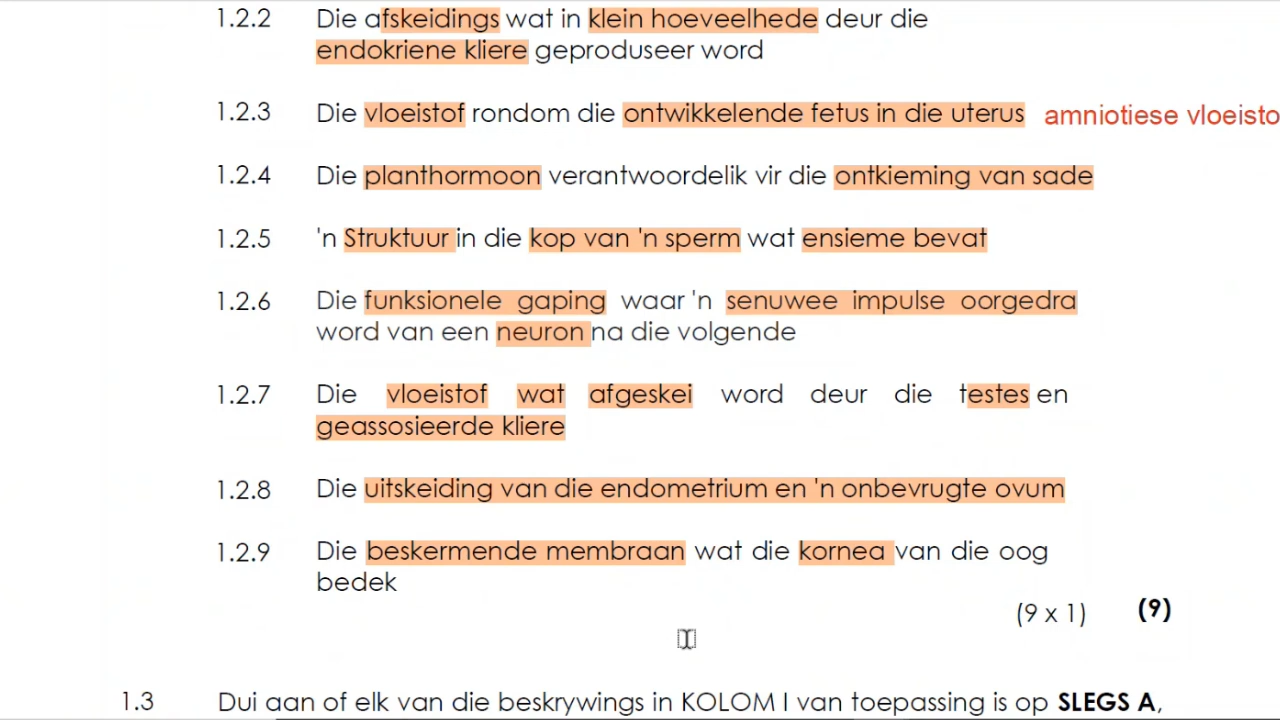 1.2.2 Die afskeidings wat in klein hoeveelhede deur die
endokriene kliere geproduseer word
1.2.3 Die vloeistof rondom die ontwikkelende fetus in die uterus amniotiese vloeisto
1.2.4 Die planthormoon verantwoordelik vir die ontkieming van sade
1.2.5 'n Struktuur in die kop van 'n sperm wat ensieme bevat
1.2.6 Die funksionele gaping waar 'n senuwee impulse oorgedra
word van een neuron na die volgende
1.2.7 Die vloeistof wat afgeskei word deur die testes en
geassosieerde kliere
1.2.8 Die uitskeiding van die endometrium en 'n onbevrugte ovum
1.2.9 Die beskermende membraan wat die kornea van die oog
bedek
(9 x 1) (9)
1.3 Dui aan of elk van die beskrywings in KOLOM I van toepassing is op SLEGS A,